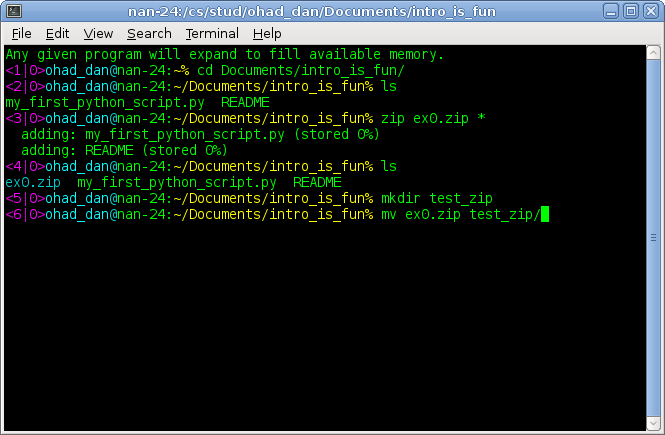 nan-24:/cs/stud/ohad_dan/Documents/intro_is_fun
File Edit View Search Terminal Help
Any given program will expand to fill available memory.
<1|0>ohad_dan@nan-24:~% cd Documents/intro_is_fun/
<2|0>ohad_dan@nan-24:~/Documents/intro_is_fun% ls
my_first_python_script.py  README
<3|0>ohad_dan@nan-24:~/Documents/intro_is_fun% zip ex0.zip *
  adding: my_first_python_script.py (stored 0%)
  adding: README (stored 0%)
<4|0>ohad_dan@nan-24:~/Documents/intro_is_fun% ls
ex0.zip  my_first_python_script.py  README
<5|0>ohad_dan@nan-24:~/Documents/intro_is_fun% mkdir test_zip
<6|0>ohad_dan@nan-24:~/Documents/intro_is_fun% mv ex0.zip test_zip/